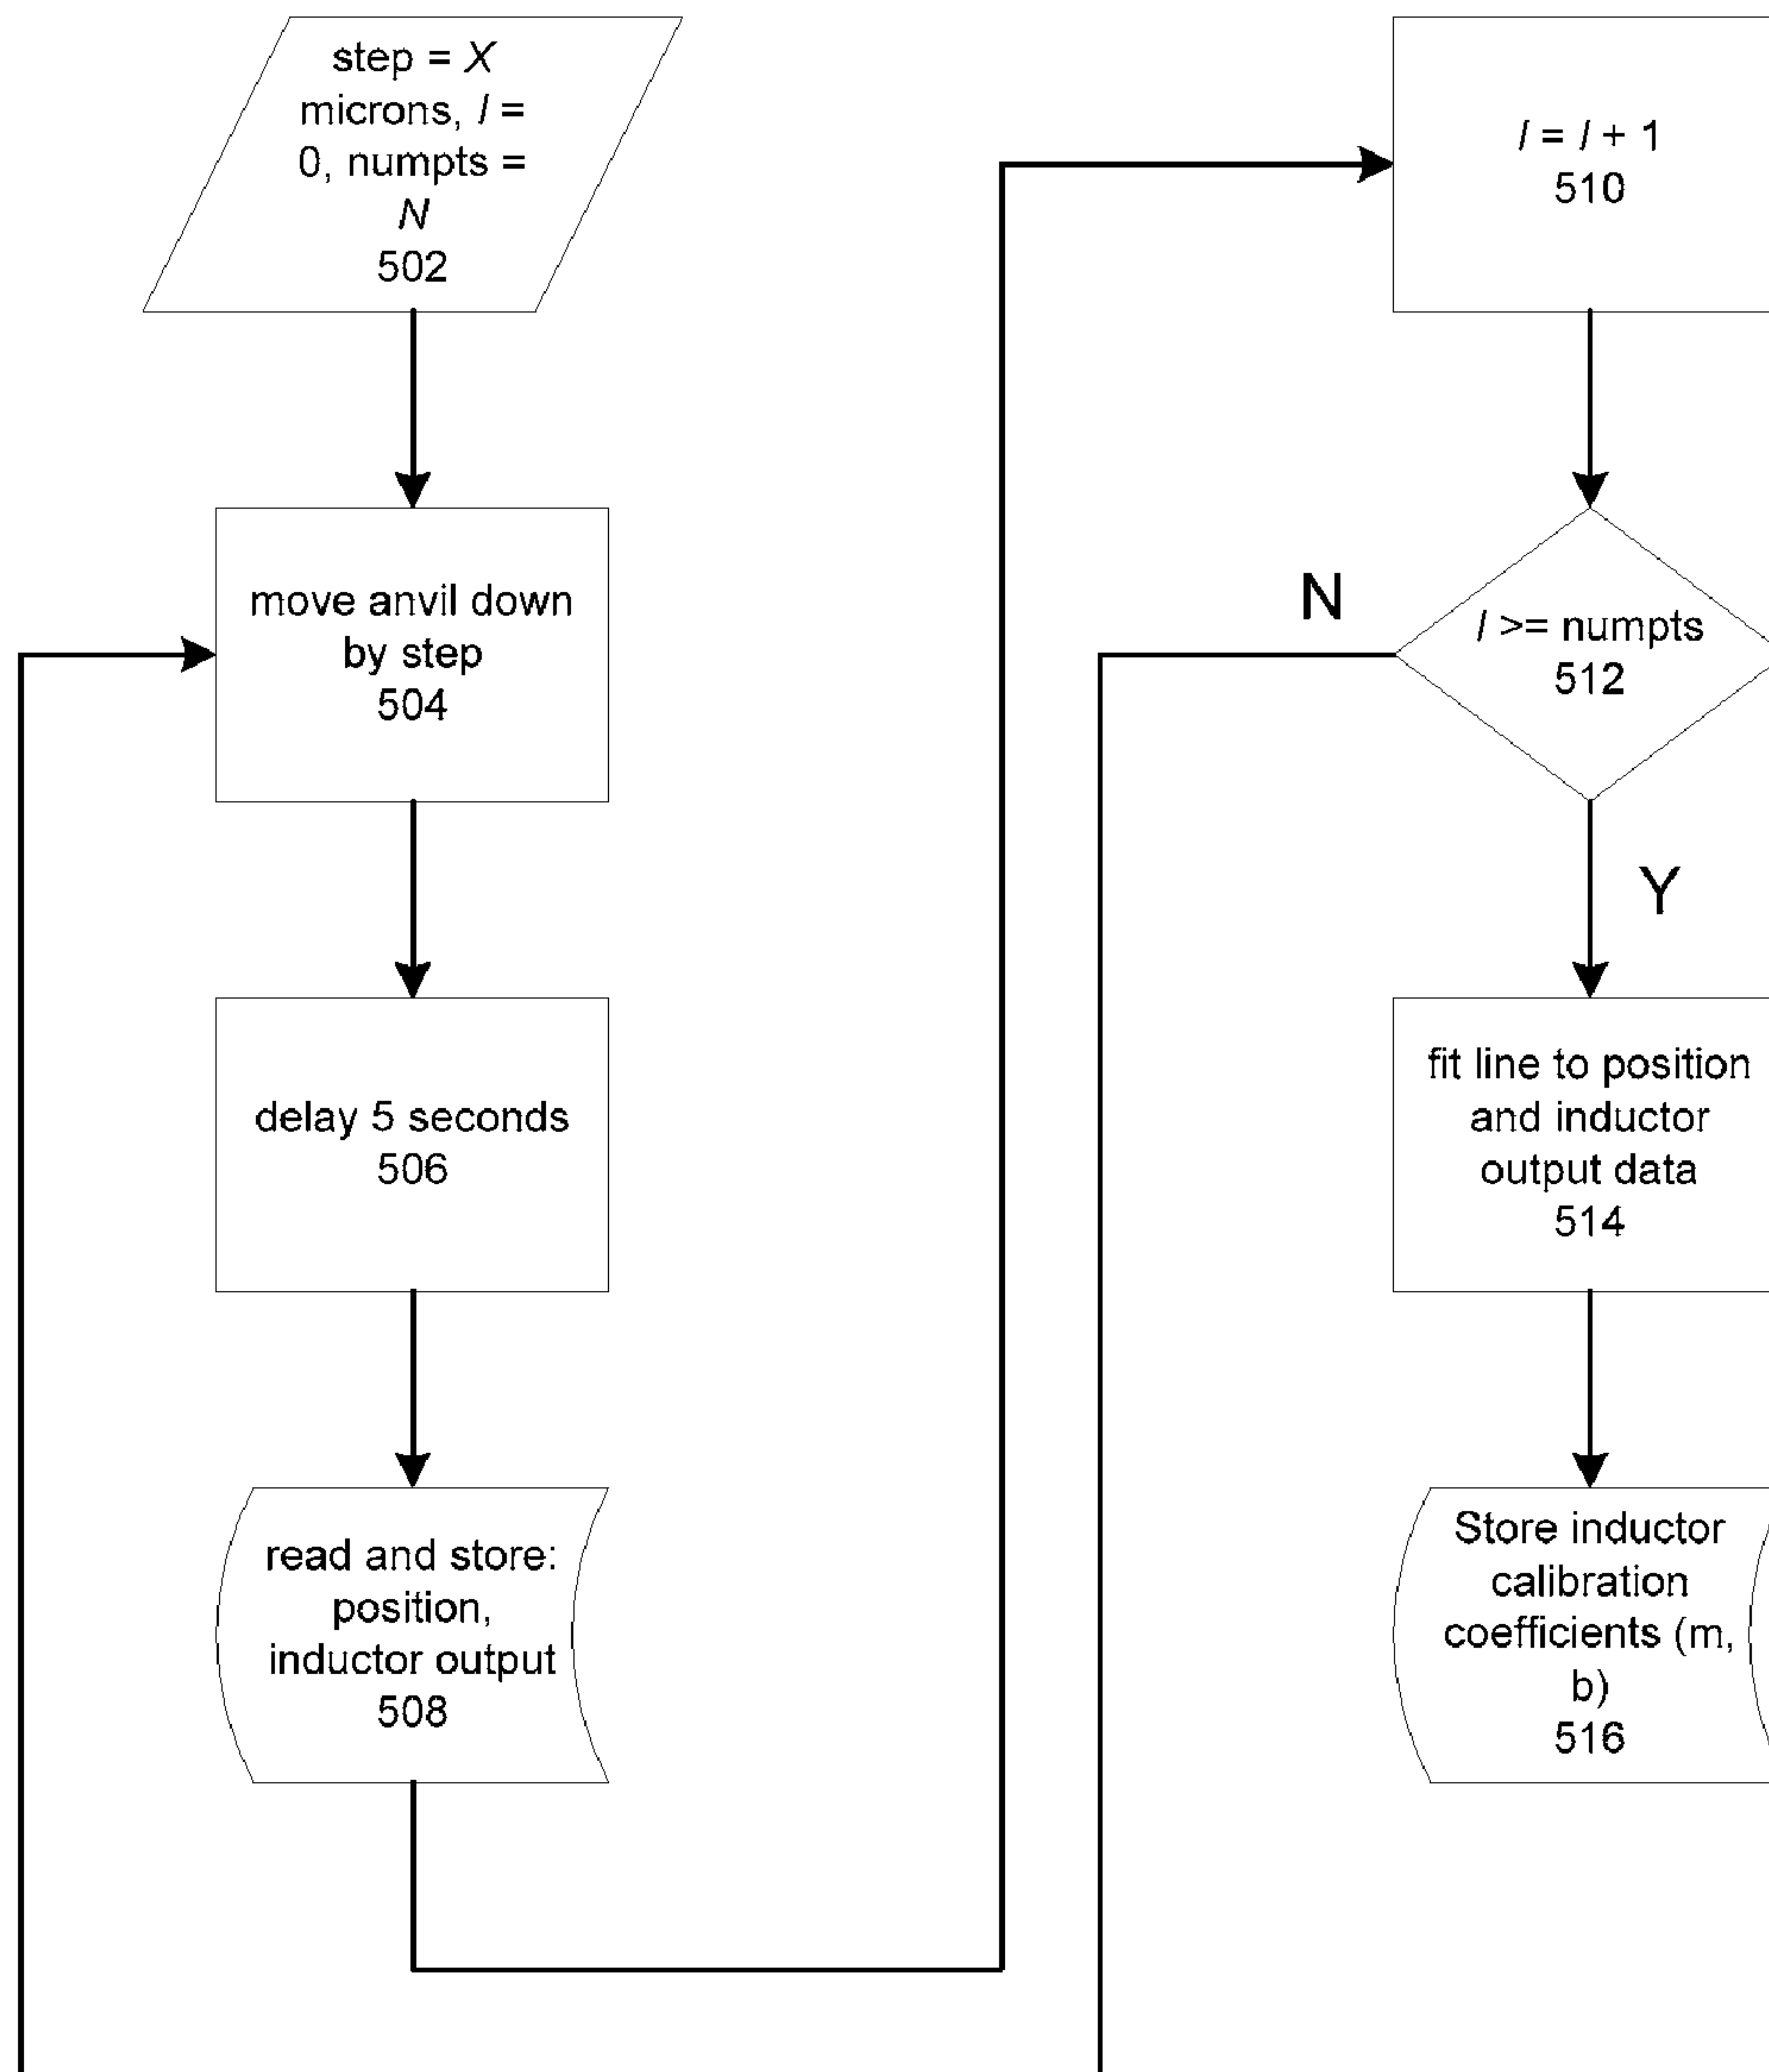 step = X
microns, I =
0, numpts =
N
502
move anvil down
by step
504
delay 5 seconds
506
read and store:
position,
inductor output
508
I = I + 1
510
N
I >= numpts
512
Y
fit line to position
and inductor
output data
514
Store inductor
calibration
coefficients (m,
b)
516